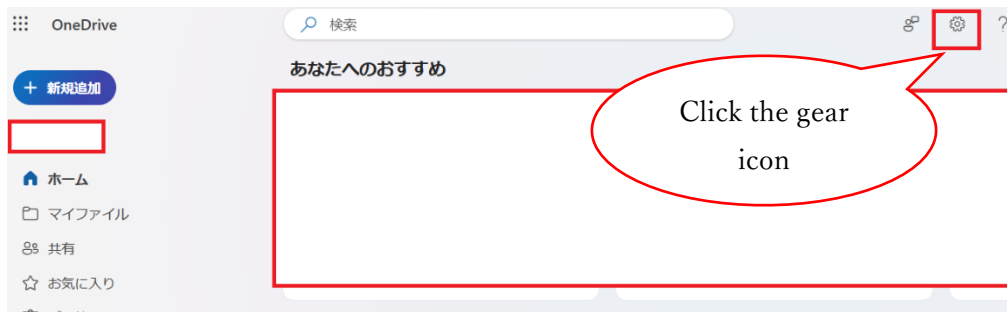 OneDrive
検索
?
あなたへのおすすめ
+ 新規追加
Click the gear
icon
ホーム
マイファイル
共有
お気に入り